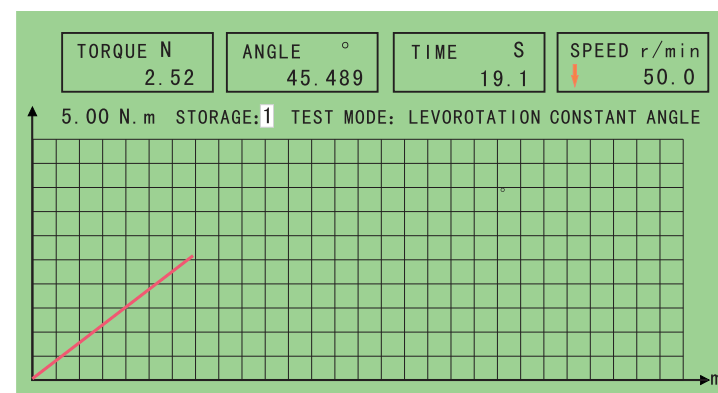 TORQUE N ANGLE ° TIME S SPEED r/min
2.52 45.489 19.1 50.0
5.00 N.m STORAGE:1 TEST MODE: LEVOROTATION CONSTANT ANGLE
°